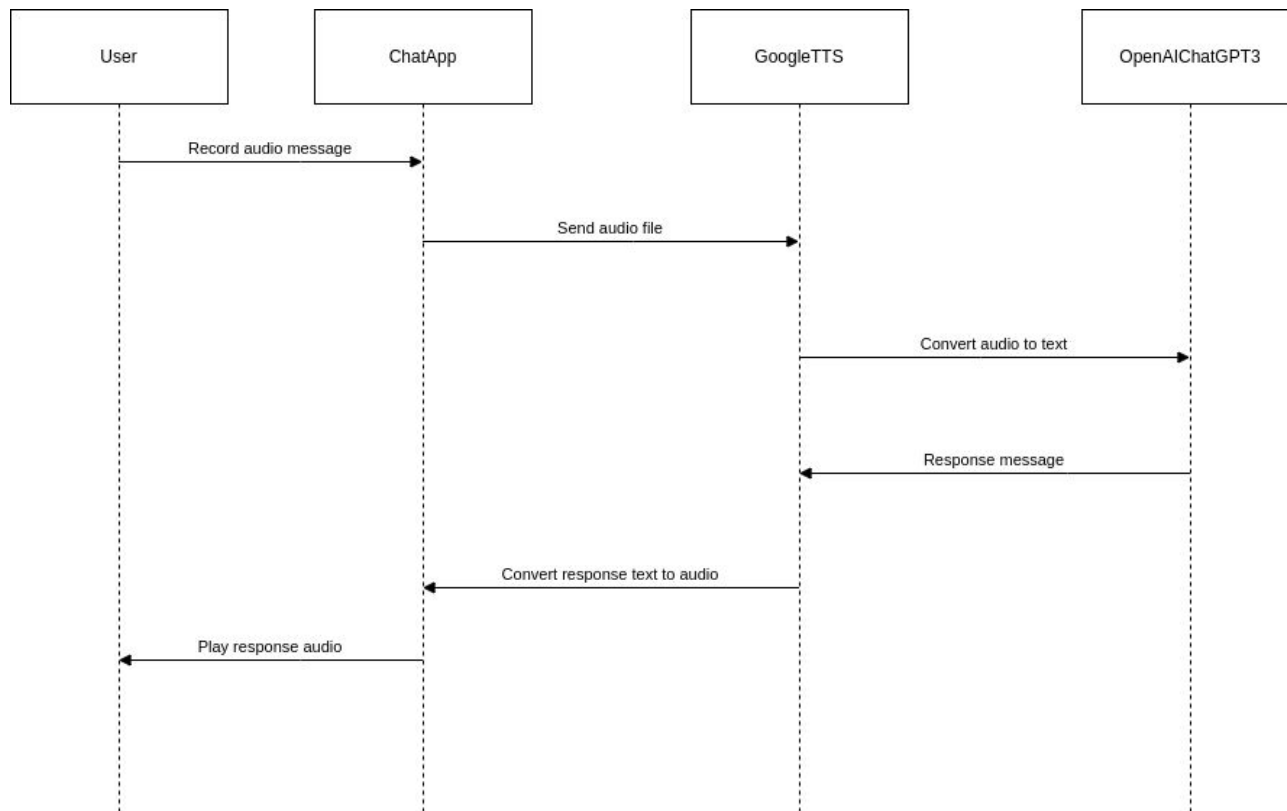 User
ChatApp
GoogleTTS
OpenAIChatGPT3
Record audio message
Send audio file
Convert audio to text
Response message
Convert response text to audio
Play response audio